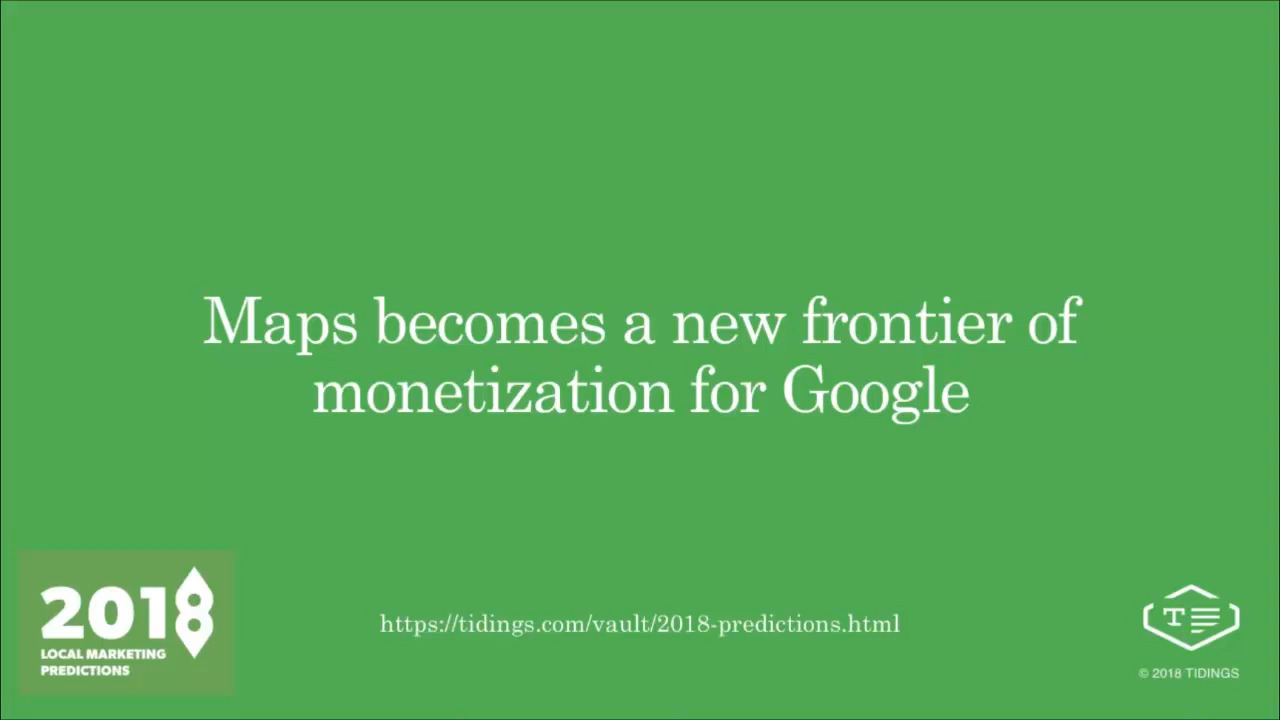 Maps becomes a new frontier of
monetization for Google
2018
LOCAL MARKETING
PREDICTIONS
https://tidings.com/vault/2018-predictions.html
T
© 2018 TIDINGS